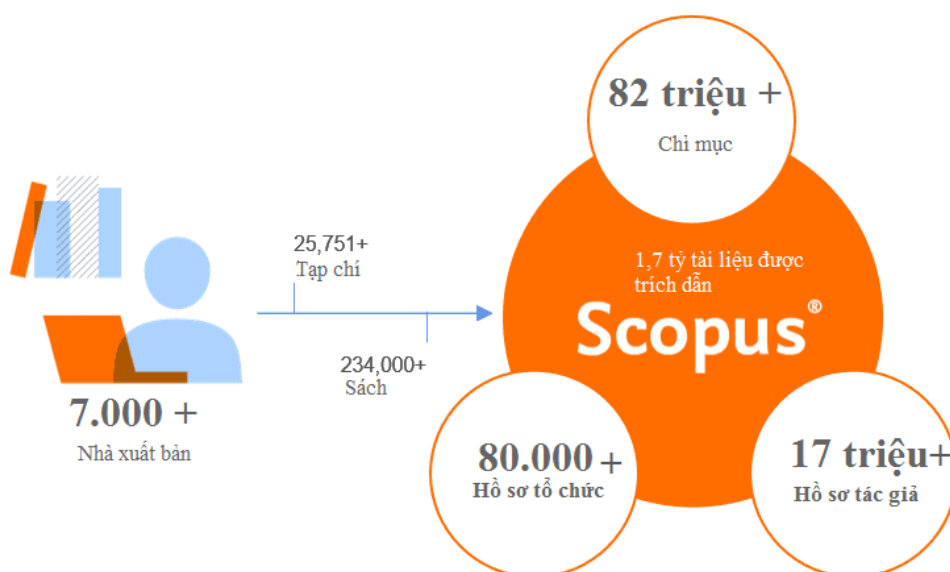 82 triệu +
Chỉ mục
25,751+
Tạp chí
1,7 tỷ tài liệu được
trích dẫn
Scopus®
234,000+
Sách
7.000 +
Nhà xuất bản
80.000 +
Hồ sơ tổ chức
17 triệu+
Hồ sơ tác giả